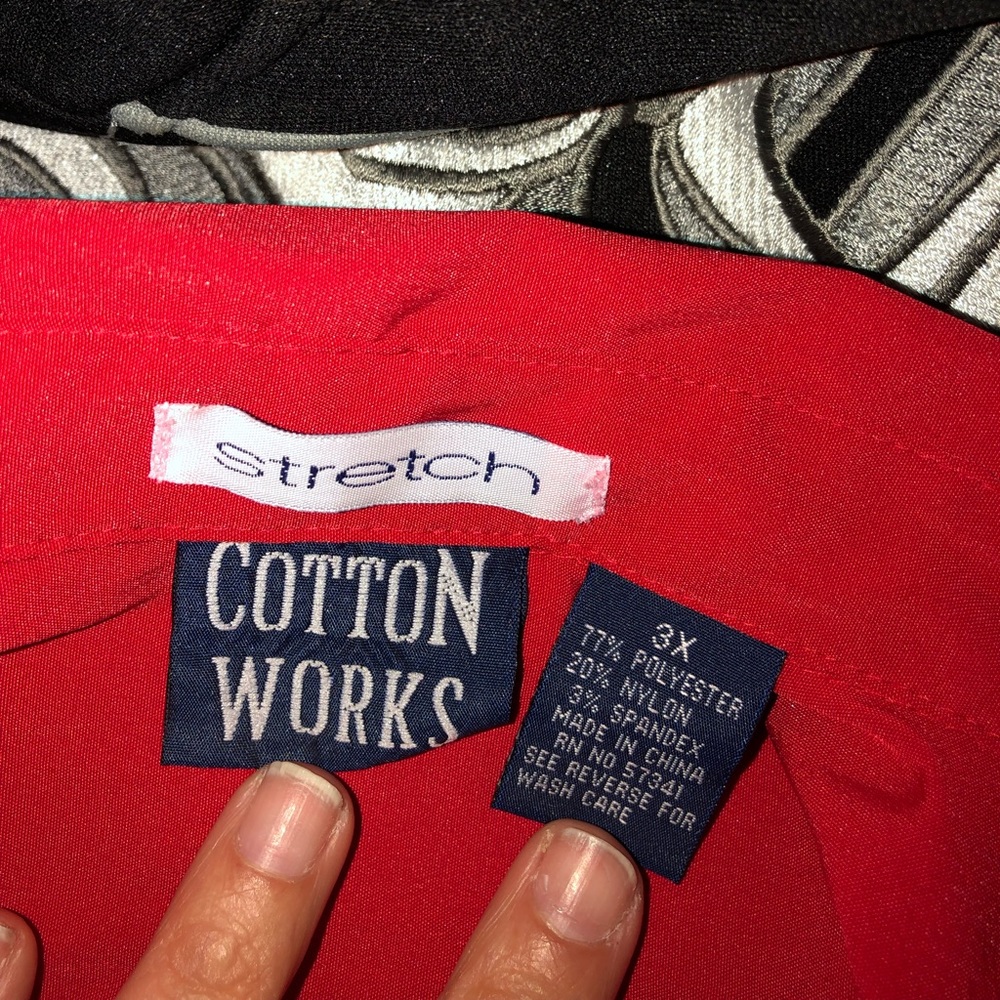 stretch
COTTON
WORKS
3X
77% POLYESTER
20% NYLON
3% SPANDEX
MADE IN CHINA
RN NO 57341
SEE REVERSE FOR
WASH CARE